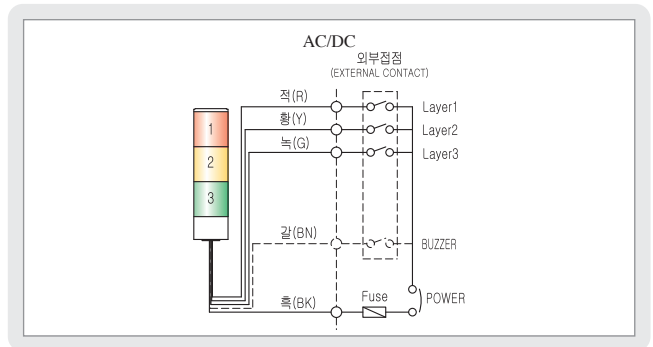 AC/DC
외부접점
(EXTERNAL CONTACT)
적(R)
Layer1
황(Y)
Layer2
녹(G)
Layer3
1
2
3
갈(BN)
BUZZER
흑(BK)
Fuse
POWER